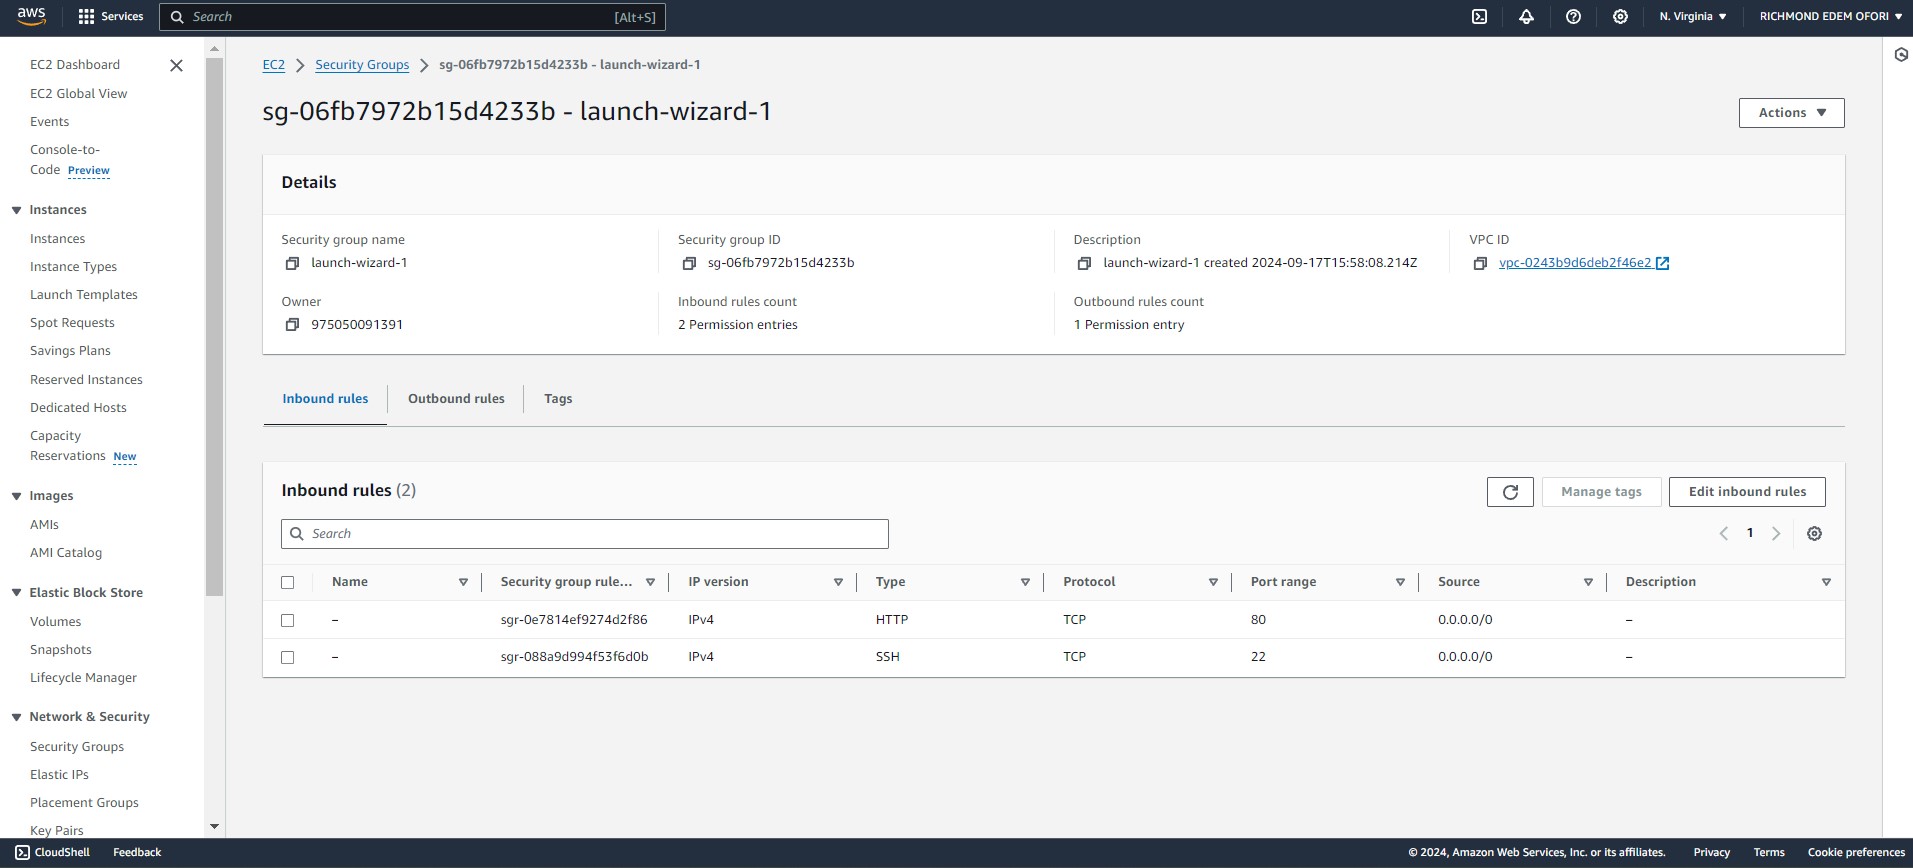 aws Services Search [Alt+S] N. Virginia RICHMOND EDEM OFORI
EC2 Dashboard
EC2 Global View
Events
Console-to-
Code Preview
Instances
Instances
Instance Types
Launch Templates
Spot Requests
Savings Plans
Reserved Instances
Dedicated Hosts
Capacity
Reservations New
Images
AMIs
AMI Catalog
Elastic Block Store
Volumes
Snapshots
Lifecycle Manager
Network & Security
Security Groups
Elastic IPs
Placement Groups
Key Pairs
EC2 Security Groups sg-06fb7972b15d4233b - launch-wizard-1
sg-06fb7972b15d4233b - launch-wizard-1
Actions
Details
Security group name
launch-wizard-1
Security group ID
sg-06fb7972b15d4233b
Description
launch-wizard-1 created 2024-09-17T15:58:08.214Z
VPC ID
vpc-0243b9d6deb2f46e2
Owner
975050091391
Inbound rules count
2 Permission entries
Outbound rules count
1 Permission entry
Inbound rules Outbound rules Tags
Inbound rules (2)
Manage tags Edit inbound rules
Search
1
Name Security group rule... IP version Type Protocol Port range Source Description
– sgr-0e7814ef9274d2f86 IPv4 HTTP TCP 80 0.0.0.0/0 –
– sgr-088a9d994f53f6d0b IPv4 SSH TCP 22 0.0.0.0/0 –
CloudShell Feedback © 2024, Amazon Web Services, Inc. or its affiliates. Privacy Terms Cookie preferences